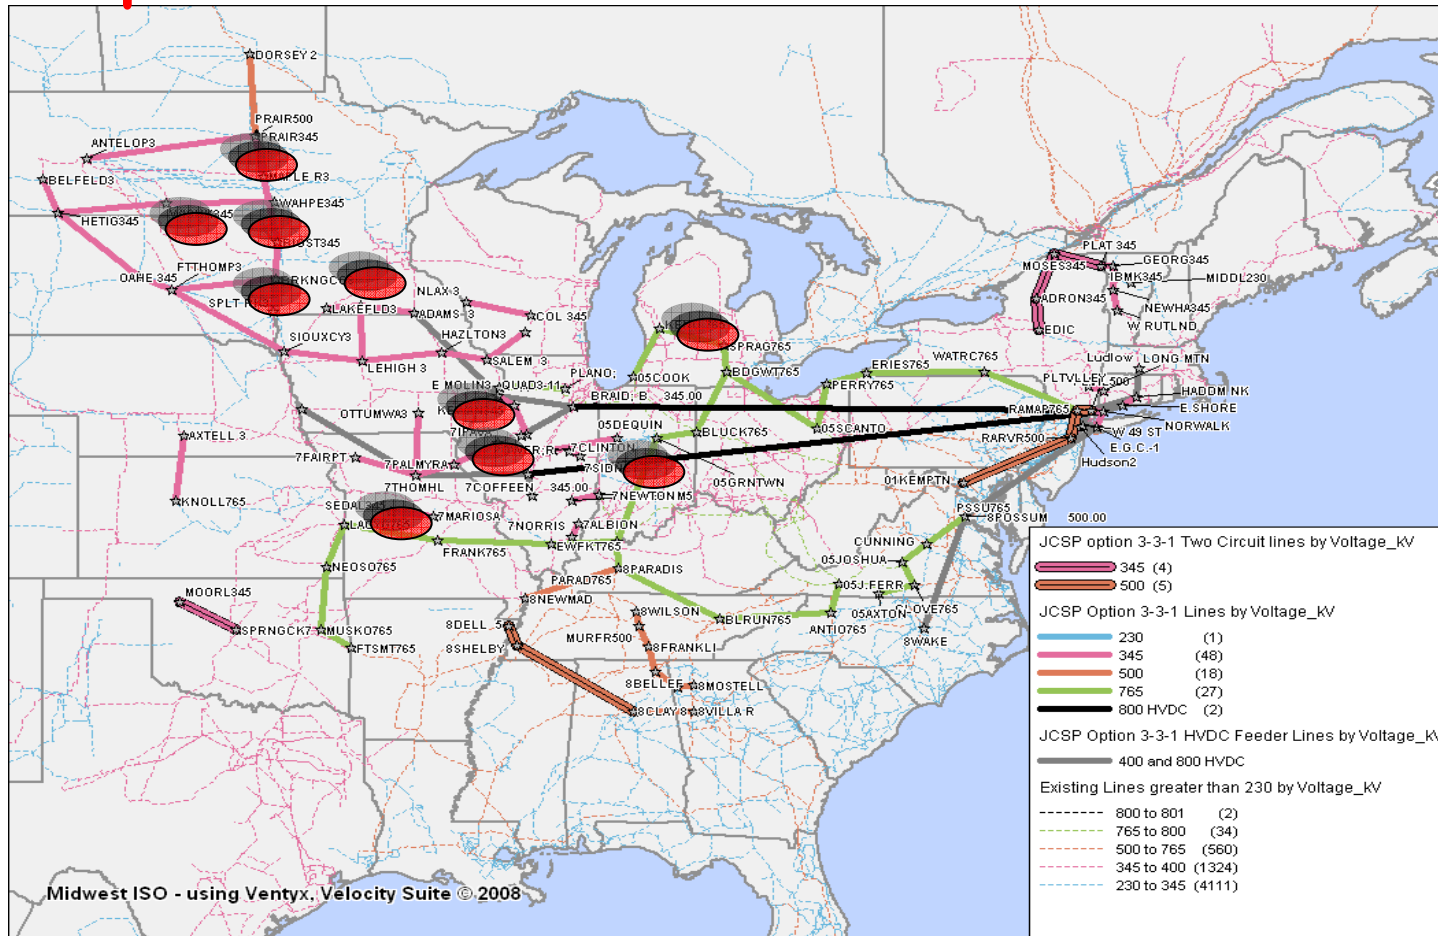 DORSEY 2
PRAIR500
PRAIR345
ANTELOP3
BELFELD3
WAHPE345
HETIG345
OAHE 345
FTTHOMP3
NLAX-3
LAKEFLD3
ADAMS-3
COL 345
HAZLTON3
SIOUXCY3
SALEM 3
LEHIGH 3
E MOLIN3
QUAD3-11
PLANO;
OTTUMWA3
AXTELL 3
KNOLL765
7FAIRPT
7PALMYRA
7THOMHL
7COFFEEN
345.00
7CLINTON
05DEQUIN
BRAID; B
345.00
05COOK
SPRAG765
BDGWT765
BLUCK765
05GRNTWN
7NEWTON
M5
7MARIOSA
7NORRIS
7ALBION
FRANK765
EWFKT765
NEOSO765
MOORL345
SPRNGCK7
MUSKO765
FTSMT765
PARAD765
8PARADIS
8NEWMAD
8DELL 5
8SHELBY
8WILSON
MURFR500
8FRANKLI
8BELLEF
8MOSTELL
8CLAY 8
8VILLA R
BLRUN765
ANTIO765
05J.FERR
05AXTON
05JOSHUA
CLOVE765
CUNNING
8WAKE
PSSU765
8POSSUM
500.00
01KEMPTN
05SCANTO
PERRY765
ERIES765
WATRC765
RAMAP765
RARVR500
Hudson2
E.G.C.-1
W 49 ST
NORWALK
E.SHORE
HADDM NK
LONG MTN
Ludlow
PLTVLLEY
PLAT 345
MOSES345
GEORG345
IBMK345
MIDDL230
NEWHA345
W RUTLND
ADRON345
EDIC
JCSP option 3-3-1 Two Circuit lines by Voltage_kV
345 (4)
500 (5)
JCSP Option 3-3-1 Lines by Voltage_kV
230 (1)
345 (48)
500 (18)
765 (27)
800 HVDC (2)
JCSP Option 3-3-1 HVDC Feeder Lines by Voltage_kV
400 and 800 HVDC
Existing Lines greater than 230 by Voltage_kV
800 to 801 (2)
765 to 800 (34)
500 to 765 (560)
345 to 400 (1324)
230 to 345 (4111)
Midwest ISO - using Ventyx, Velocity Suite © 2008